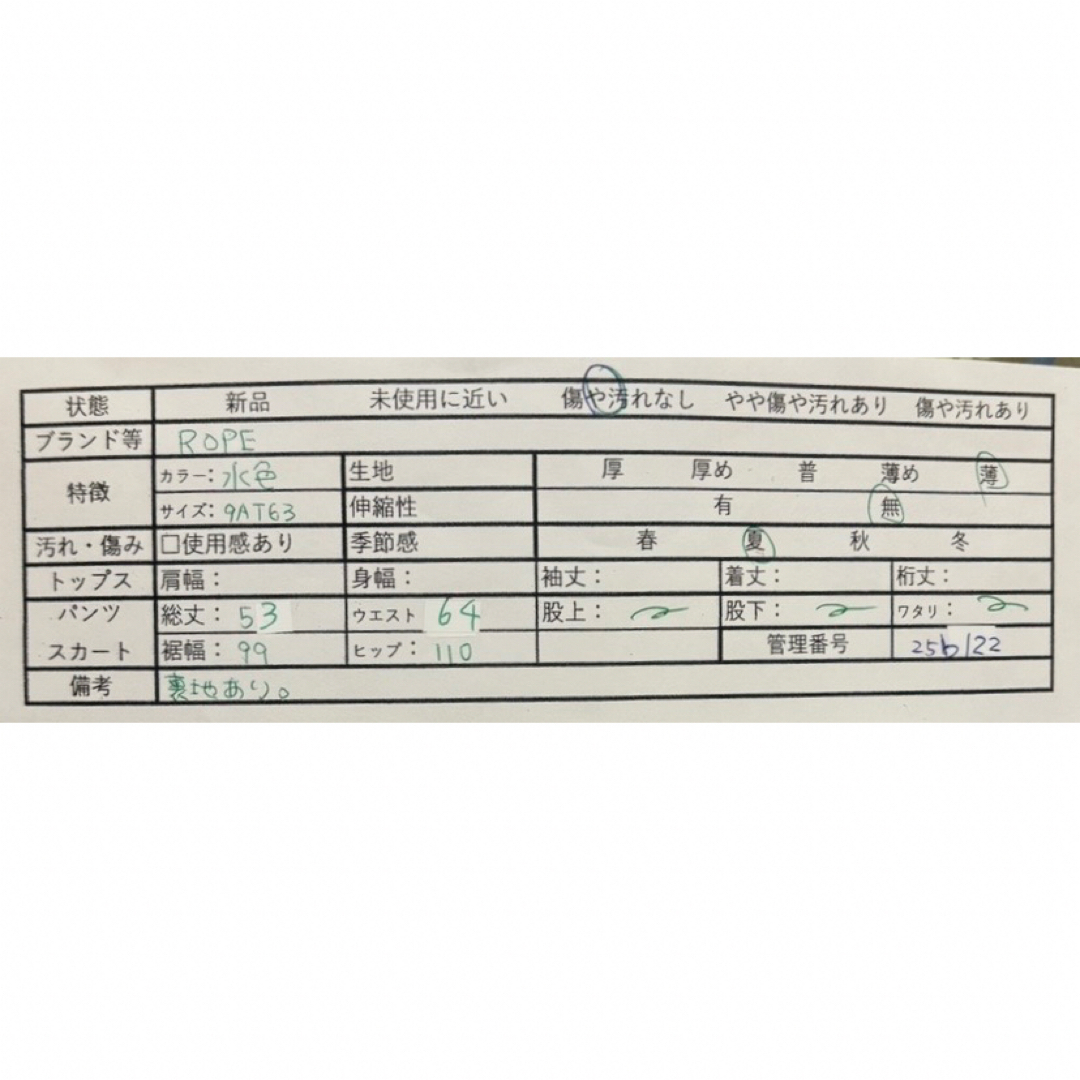 状態 新品 未使用に近い 傷や汚れなし やや傷や汚れあり 傷や汚れあり
ブランド等 ROPE
特徴 カラー: 水色 生地 厚 厚め 普 薄め 薄
サイズ: 9AT63 伸縮性 有 無
汚れ・傷み □使用感あり 季節感 春 夏 秋 冬
トップス 肩幅: 身幅: 袖丈: 着丈: 裄丈:
パンツ 総丈: 53 ウエスト 64 股上: 股下: ワタリ:
スカート 裾幅: 99 ヒップ: 110 管理番号 25b122
備考 裏地あり。